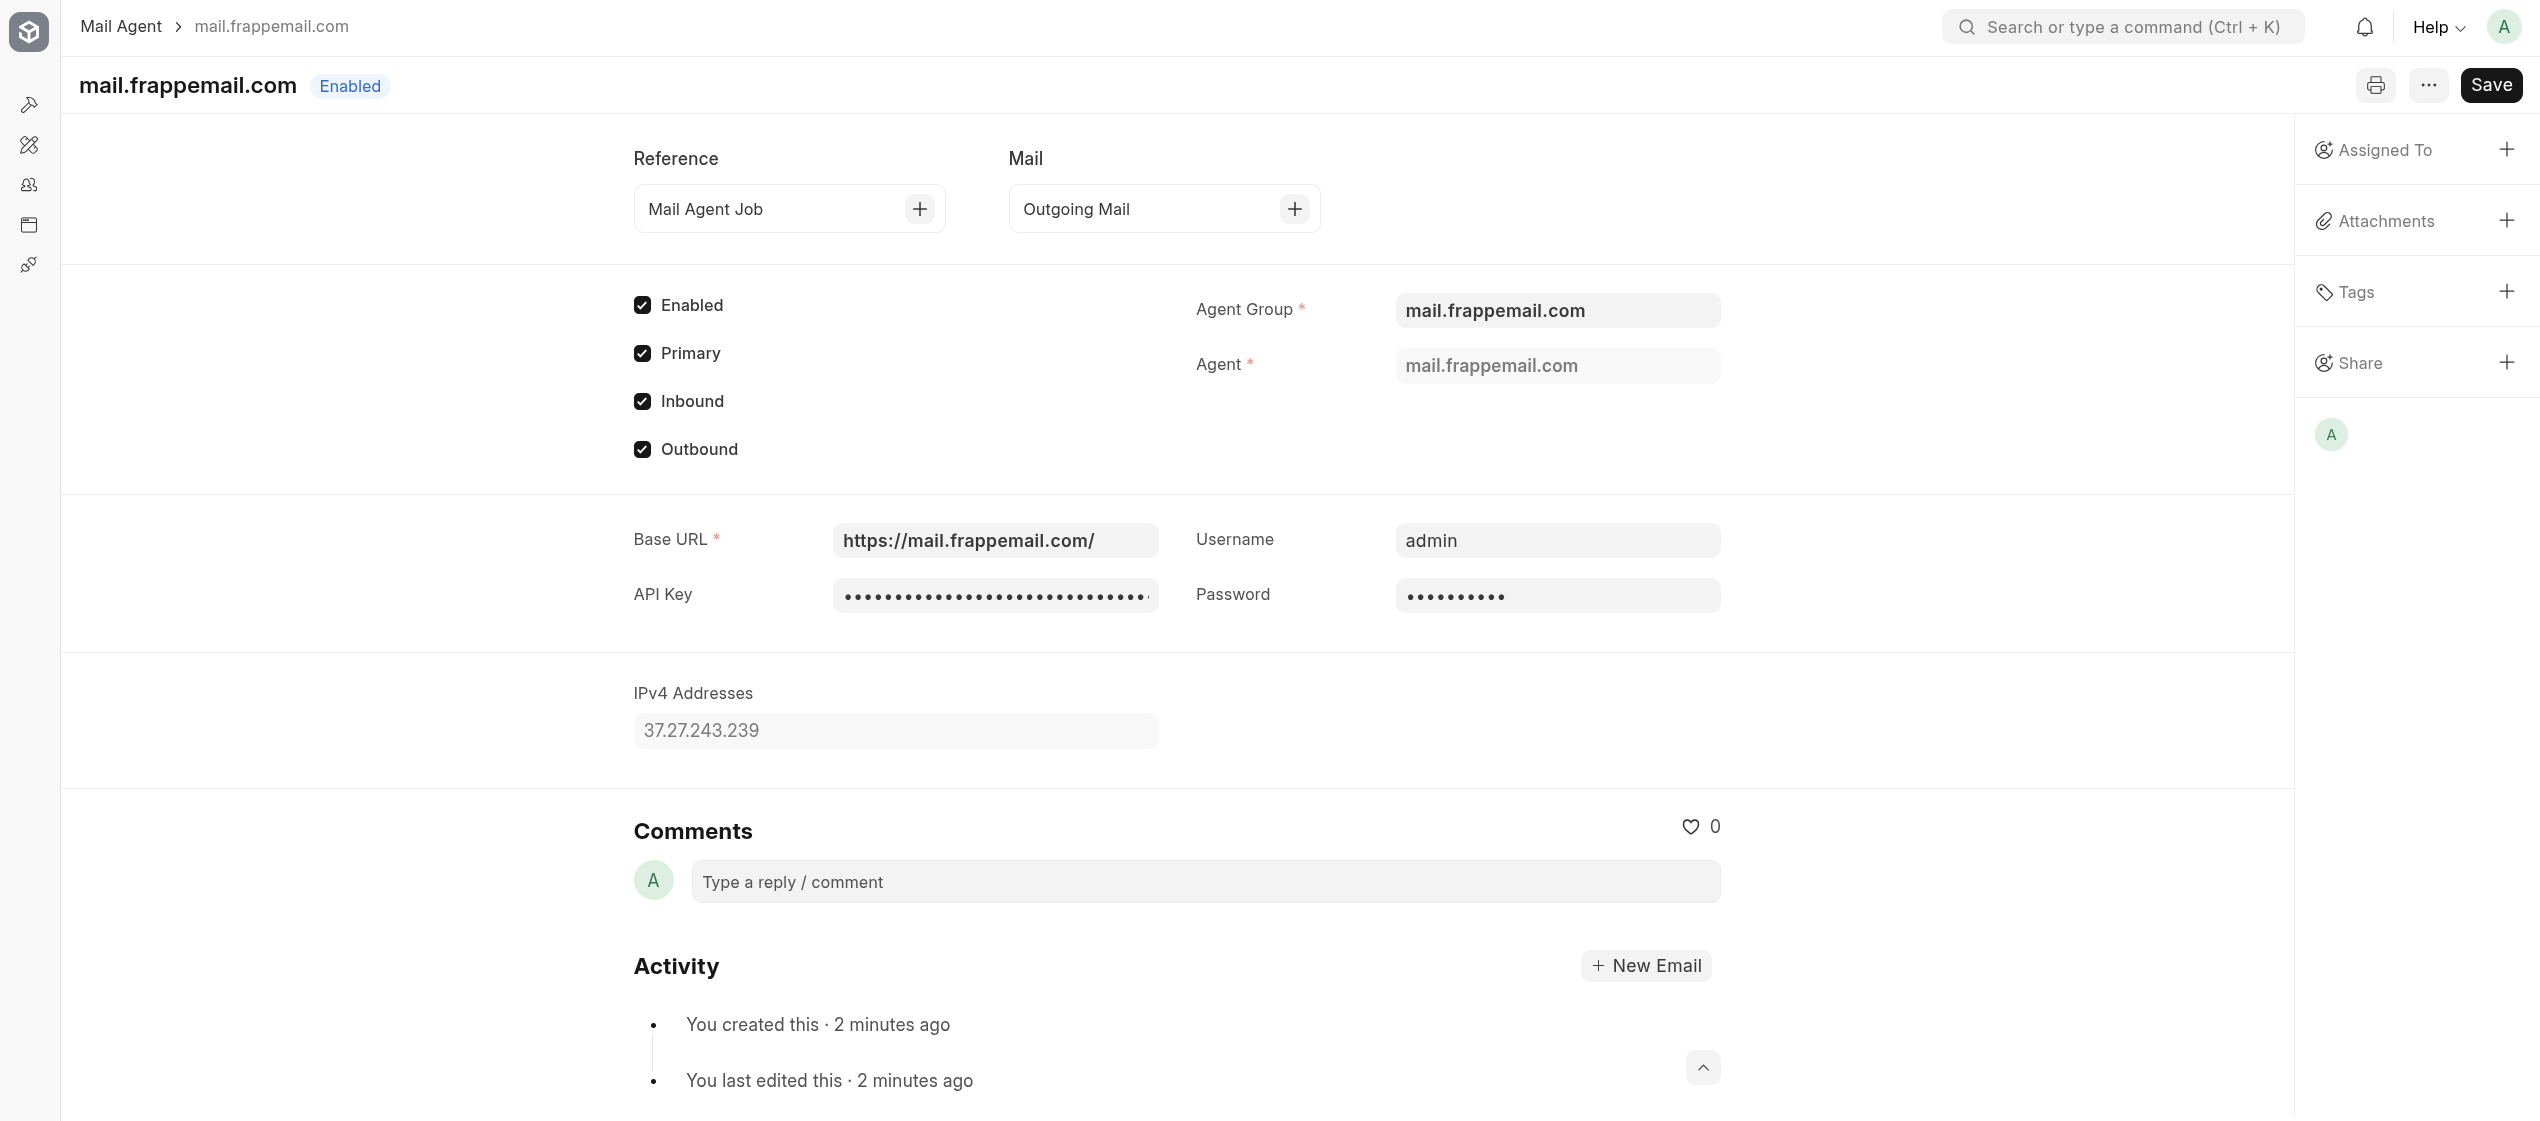 Mail Agent > mail.frappemail.com
Search or type a command (Ctrl + K)
Help
A
mail.frappemail.com
Enabled
Save
Reference
Mail
Mail Agent Job
Outgoing Mail
Enabled
Primary
Inbound
Outbound
Agent Group *
mail.frappemail.com
Agent *
mail.frappemail.com
Base URL *
https://mail.frappemail.com/
Username
admin
API Key
••••••••••••••••••••••••••••••
Password
••••••••••
IPv4 Addresses
37.27.243.239
Comments
0
A
Type a reply / comment
Activity
New Email
You created this · 2 minutes ago
You last edited this · 2 minutes ago
Assigned To
Attachments
Tags
Share
A